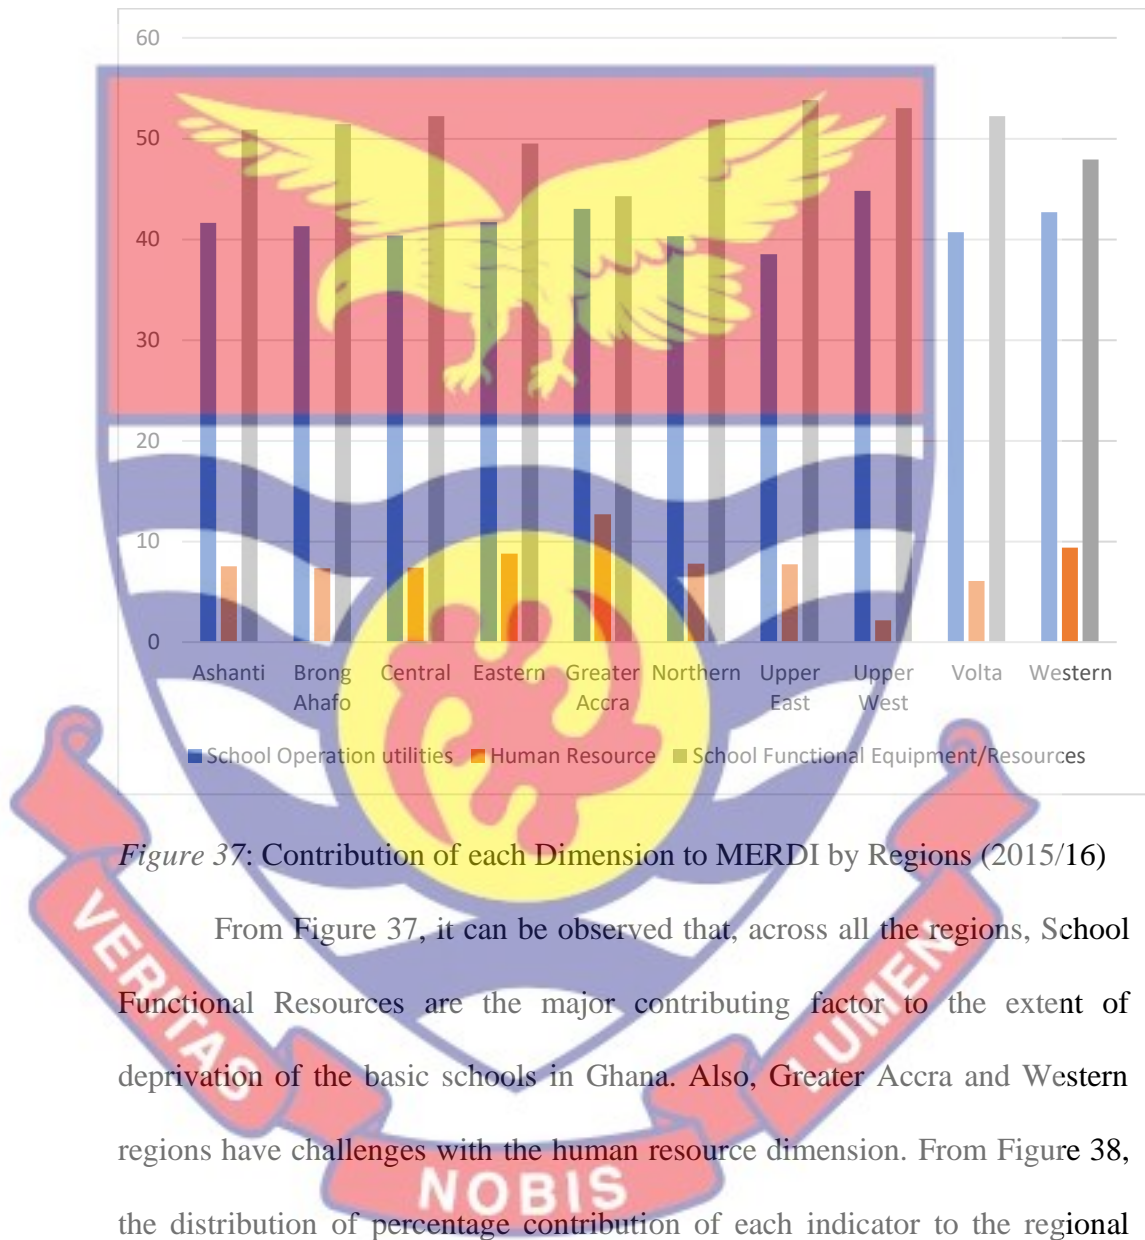 60
50
40
30
20
10
0
Ashanti Brong Ahafo Central Eastern Greater Accra Northern Upper East Upper West Volta Western
School Operation utilities Human Resource School Functional Equipment/Resources
Figure 37: Contribution of each Dimension to MERDI by Regions (2015/16)
From Figure 37, it can be observed that, across all the regions, School
Functional Resources are the major contributing factor to the extent of
deprivation of the basic schools in Ghana. Also, Greater Accra and Western
regions have challenges with the human resource dimension. From Figure 38,
the distribution of percentage contribution of each indicator to the regional
VERITAS
NOBIS
LUMEN